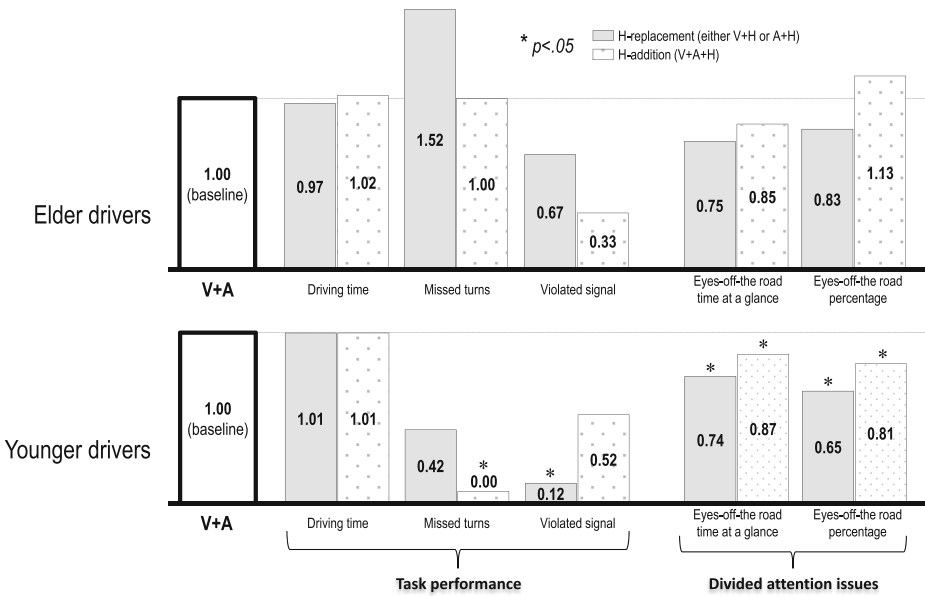 * p<.05
H-replacement (either V+H or A+H)
H-addition (V+A+H)
Elder drivers
1.00
(baseline)
0.97
1.02
1.52
1.00
0.67
0.33
0.75
0.85
0.83
1.13
V+A
Driving time
Missed turns
Violated signal
Eyes-off-the road
time at a glance
Eyes-off-the road
percentage
Younger drivers
1.00
(baseline)
1.01
1.01
0.42
*
0.00
*
0.12
0.52
*
0.74
*
0.87
*
0.65
*
0.81
V+A
Driving time
Missed turns
Violated signal
Eyes-off-the road
time at a glance
Eyes-off-the road
percentage
Task performance
Divided attention issues